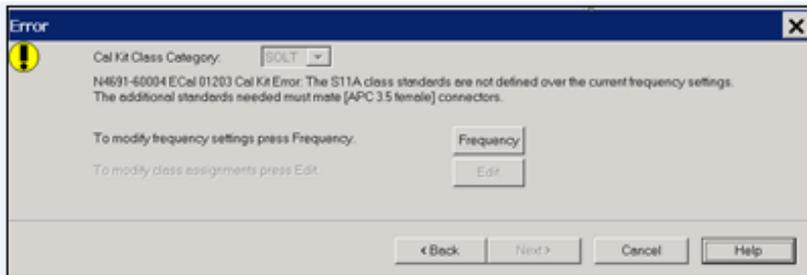 Error
Cal Kit Class Category: SOLT
N4691-60004 ECal 01203 Cal Kit Error: The S11A class standards are not defined over the current frequency settings.
The additional standards needed must mate [APC 3.5 female] connectors.
To modify frequency settings press Frequency. Frequency
To modify class assignments press Edit. Edit
< Back Next > Cancel Help